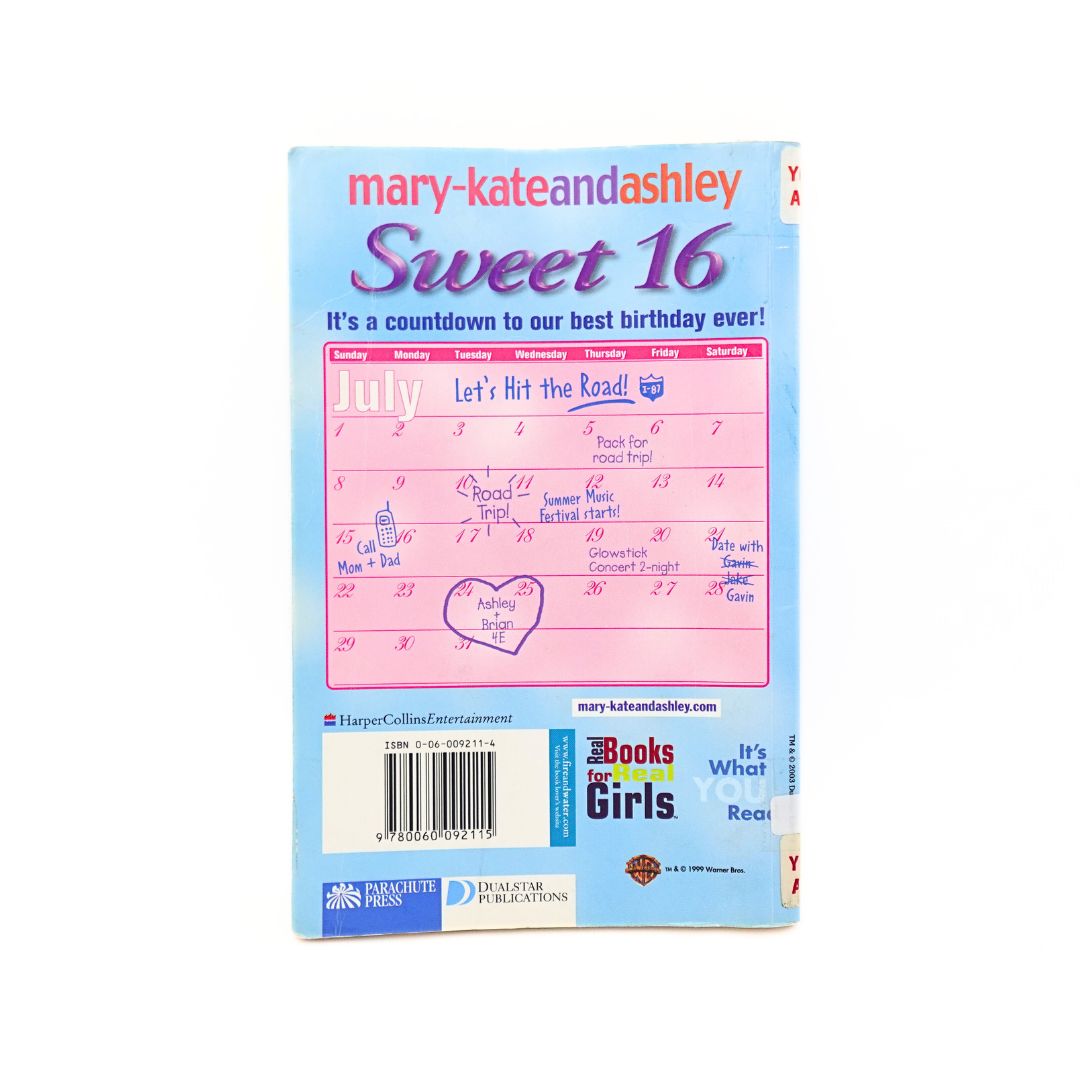 mary-kateandashley
Sweet 16
It's a countdown to our best birthday ever!
Sunday Monday Tuesday Wednesday Thursday Friday Saturday
July Let's Hit the Road! I-81
1 2 3 4 5 6 7
Pack for
road trip!
8 9 10 11 12 13 14
Road
Trip!
Summer Music
Festival starts!
15 16 17 18 19 20 21
Call
Mom + Dad
Glowstick
Concert 2-night
Date with
Gavin
Jake
Gavin
22 23 24 25 26 27 28
Ashley
+
Brian
4E
29 30 31
mary-kateandashley.com
HarperCollinsEntertainment
ISBN 0-06-009211-4
9 780060 092115
www.fireandwater.com
Visit the book lover's website
Real
Books
for Real
Girls
TM
It's
What
YOU
Read
TM & © 2003 Du
Y
A
Y
A
TM & © 1999 Warner Bros.
PARACHUTE
PRESS
DUALSTAR
PUBLICATIONS